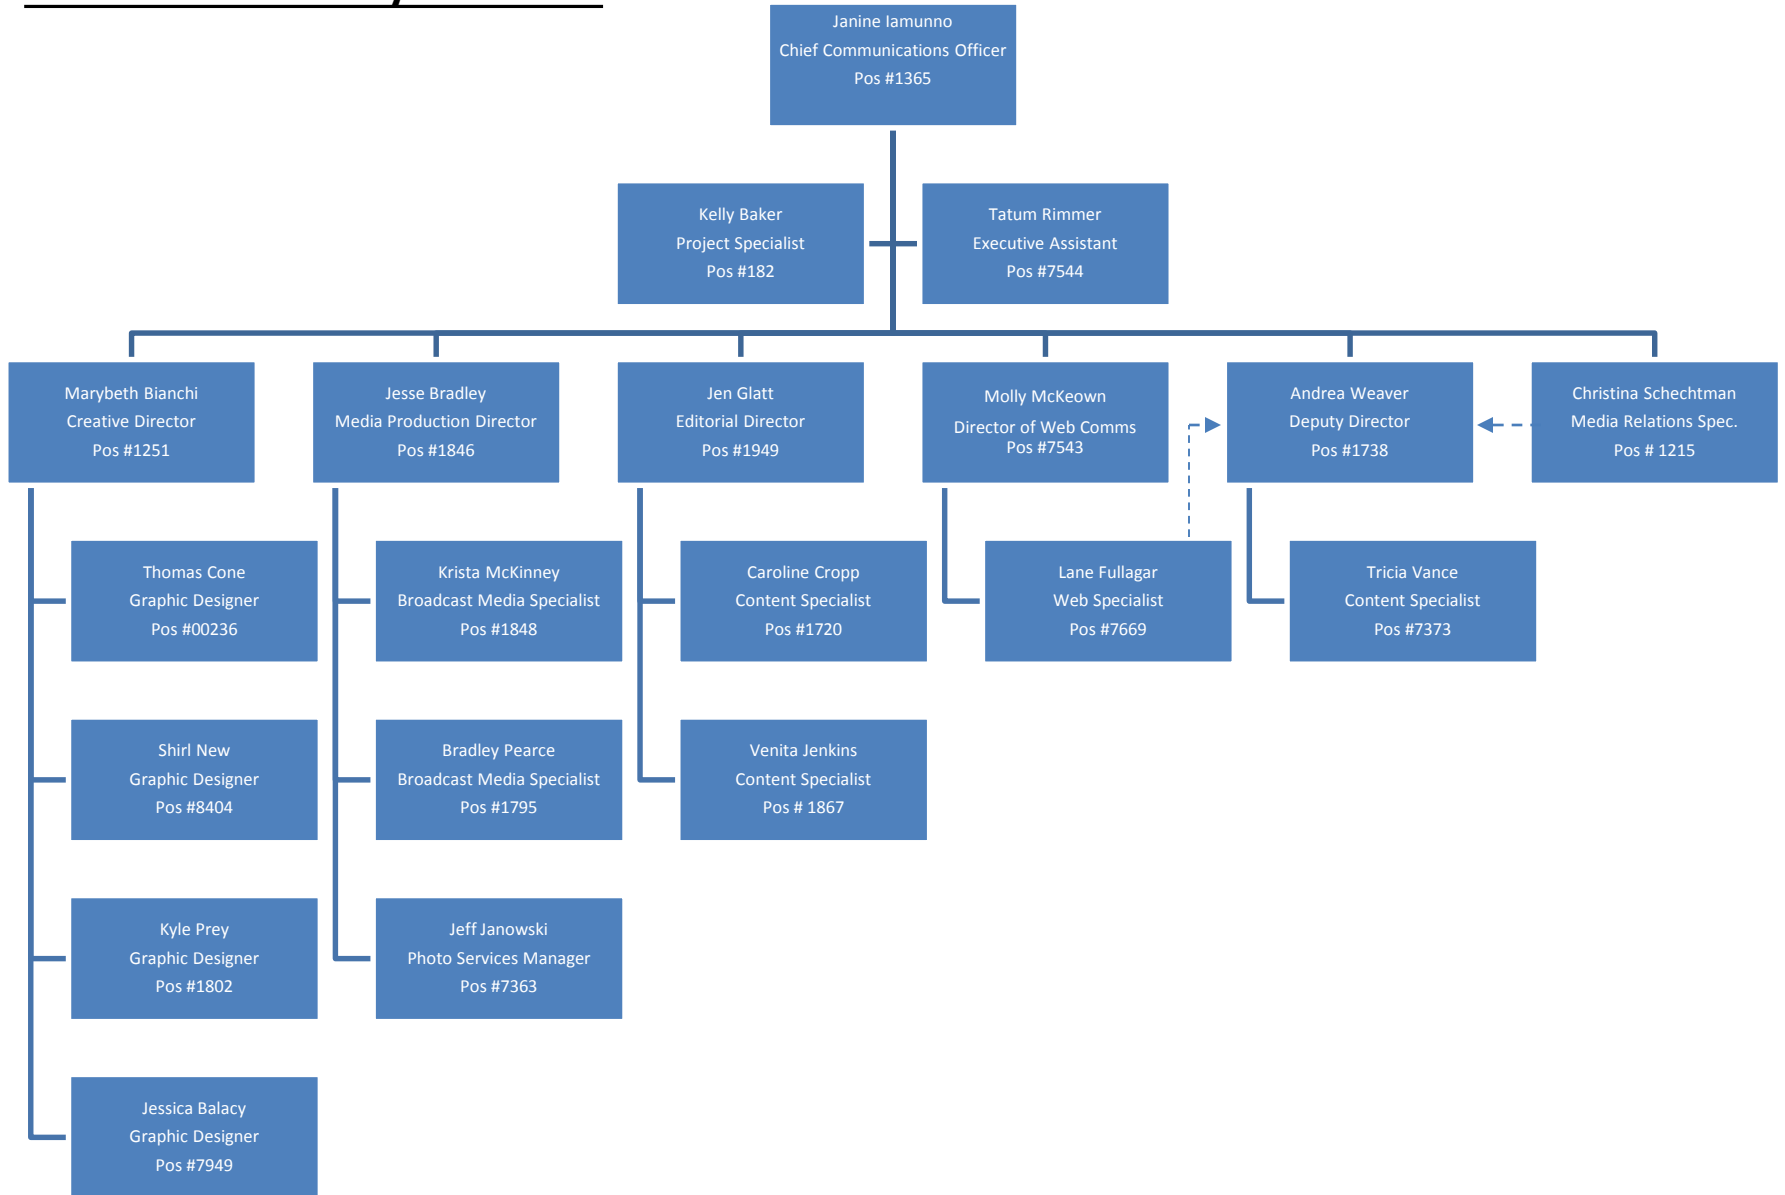 Janine Iamunno
Chief Communications Officer
Pos #1365
Kelly Baker
Project Specialist
Pos #182
Tatum Rimmer
Executive Assistant
Pos #7544
Marybeth Bianchi
Creative Director
Pos #1251
Jesse Bradley
Media Production Director
Pos #1846
Jen Glatt
Editorial Director
Pos #1949
Molly McKeown
Director of Web Comms
Pos #7543
Andrea Weaver
Deputy Director
Pos #1738
Christina Schechtman
Media Relations Spec.
Pos # 1215
Thomas Cone
Graphic Designer
Pos #00236
Krista McKinney
Broadcast Media Specialist
Pos #1848
Caroline Cropp
Content Specialist
Pos #1720
Lane Fullagar
Web Specialist
Pos #7669
Tricia Vance
Content Specialist
Pos #7373
Shirl New
Graphic Designer
Pos #8404
Bradley Pearce
Broadcast Media Specialist
Pos #1795
Venita Jenkins
Content Specialist
Pos # 1867
Kyle Prey
Graphic Designer
Pos #1802
Jeff Janowski
Photo Services Manager
Pos #7363
Jessica Balacy
Graphic Designer
Pos #7949